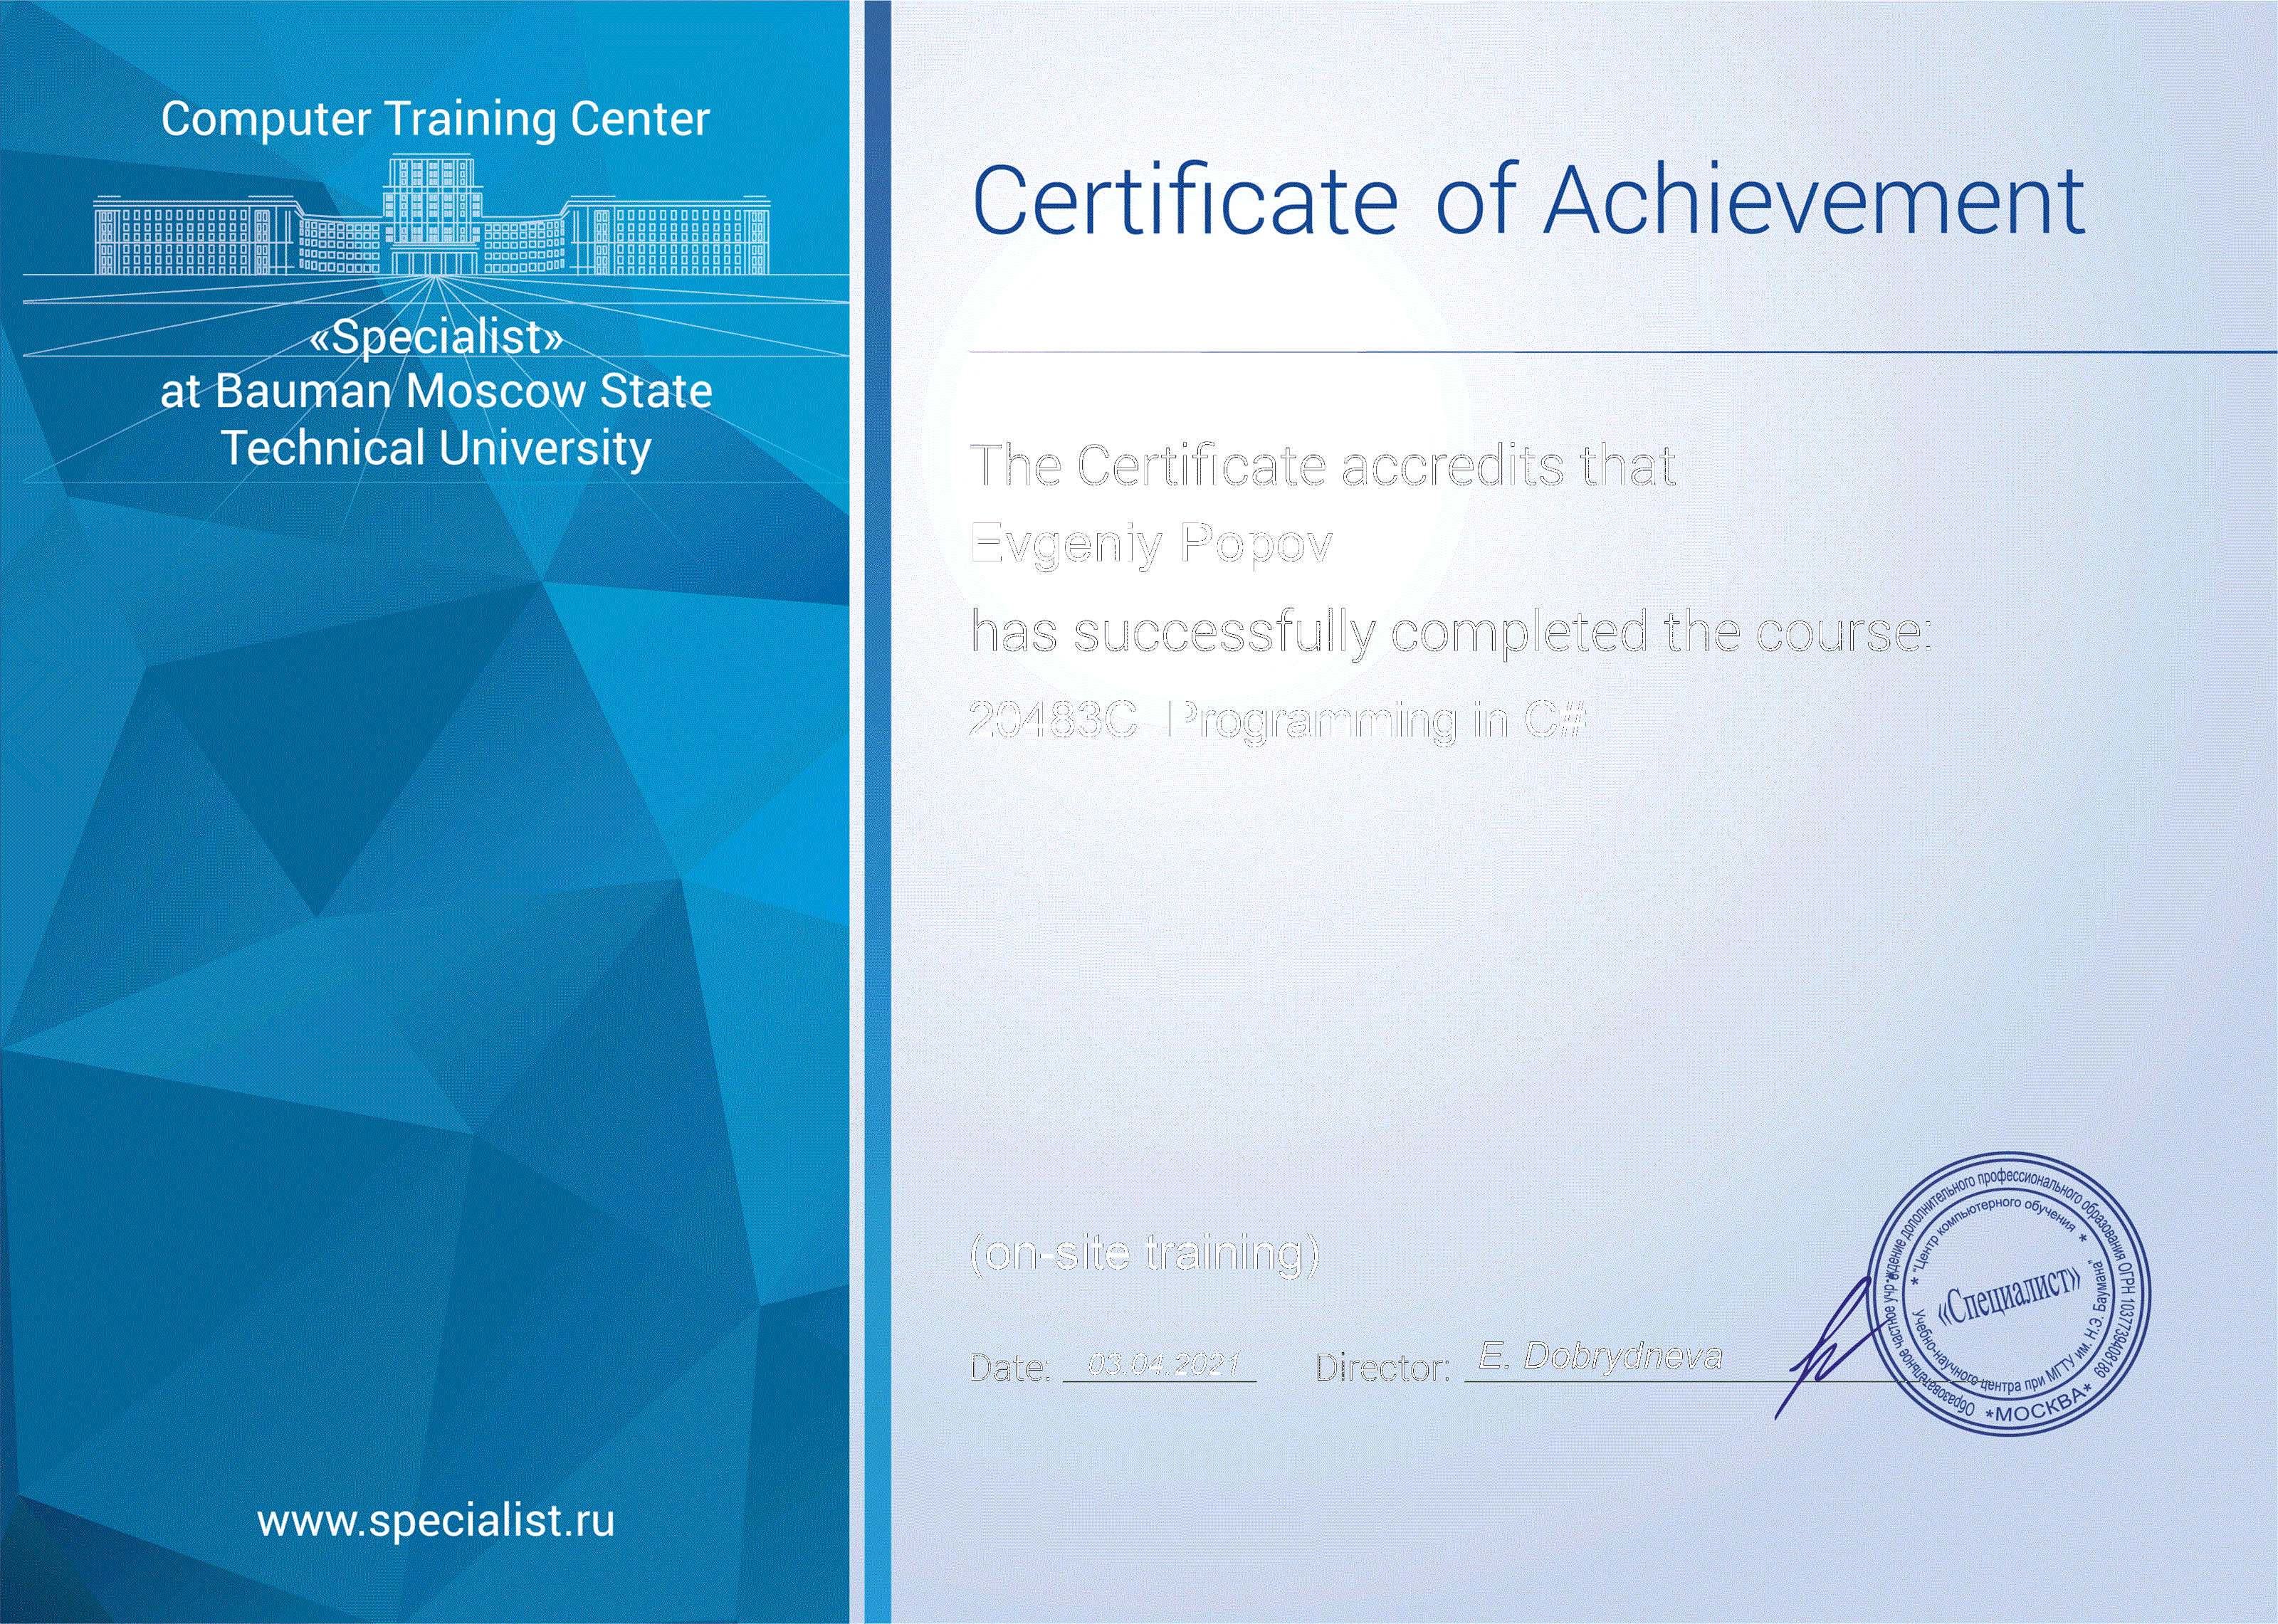 Computer Training Center
«Specialist»
at Bauman Moscow State
Technical University
www.specialist.ru
Certificate of Achievement
The Certificate accredits that
Evgeniy Popov
has successfully completed the course:
20483C Programming in C#
(on-site training)
Date: 03.04.2021 Director: E. Dobrydneva
Образовательное частное учреждение дополнительного профессионального образования ОГРН 1037739408189
*МОСКВА*
* "Центр компьютерного обучения *
учебно-научного центра при МГТУ им. Н.Э. Баумана"
«Специалист»